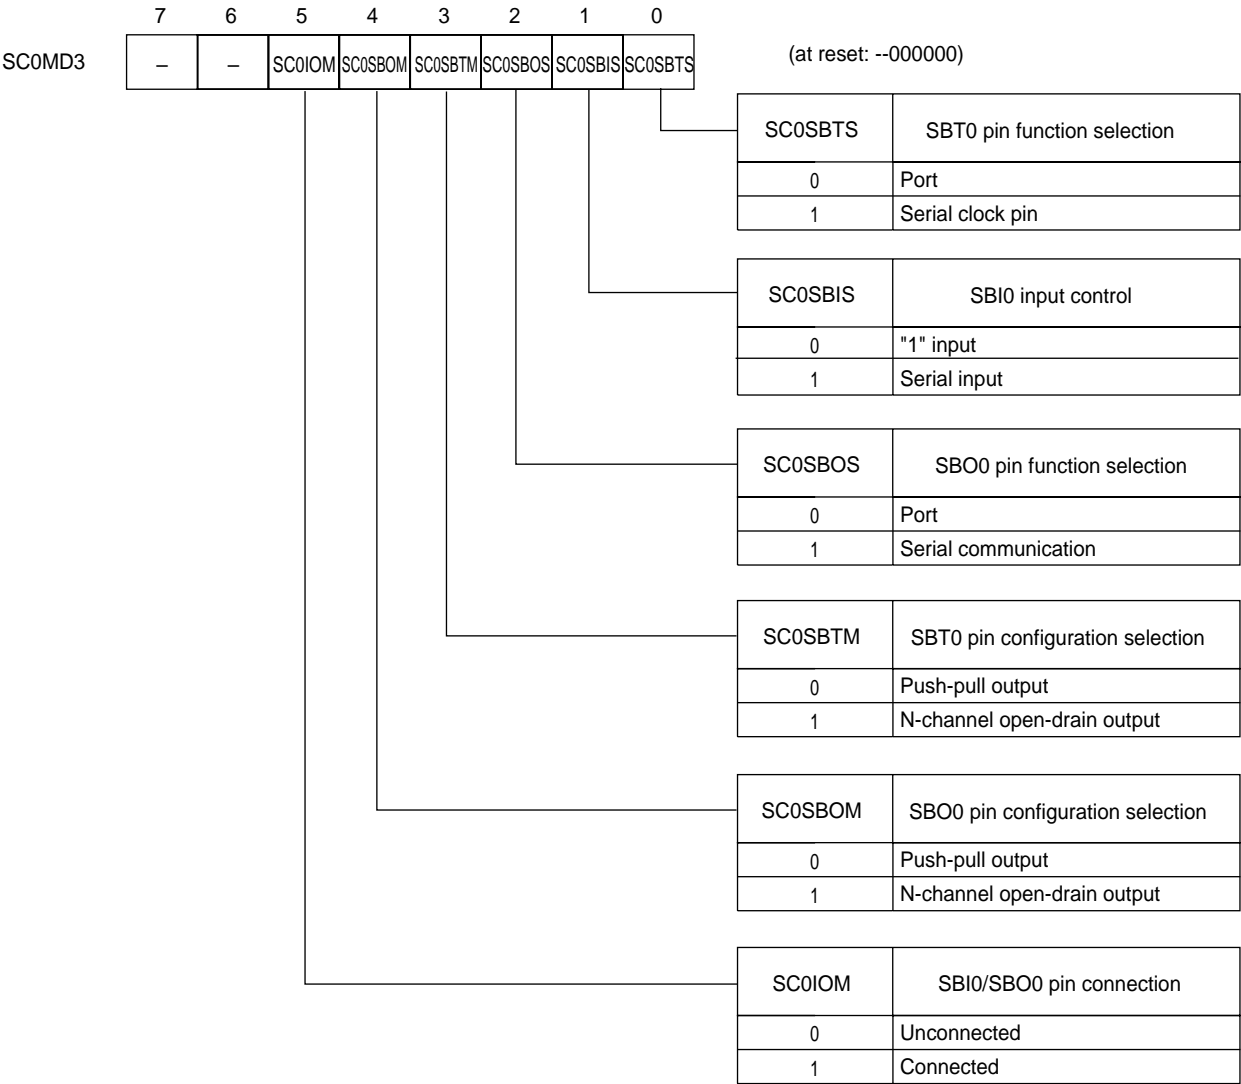 7 6 5 4 3 2 1 0
SC0MD3 – – SC0IOM SC0SBOM SC0SBTM SC0SBOS SC0SBIS SC0SBTS (at reset: --000000)
SC0SBTS SBT0 pin function selection
0 Port
1 Serial clock pin
SC0SBIS SBI0 input control
0 "1" input
1 Serial input
SC0SBOS SBO0 pin function selection
0 Port
1 Serial communication
SC0SBTM SBT0 pin configuration selection
0 Push-pull output
1 N-channel open-drain output
SC0SBOM SBO0 pin configuration selection
0 Push-pull output
1 N-channel open-drain output
SC0IOM SBI0/SBO0 pin connection
0 Unconnected
1 Connected